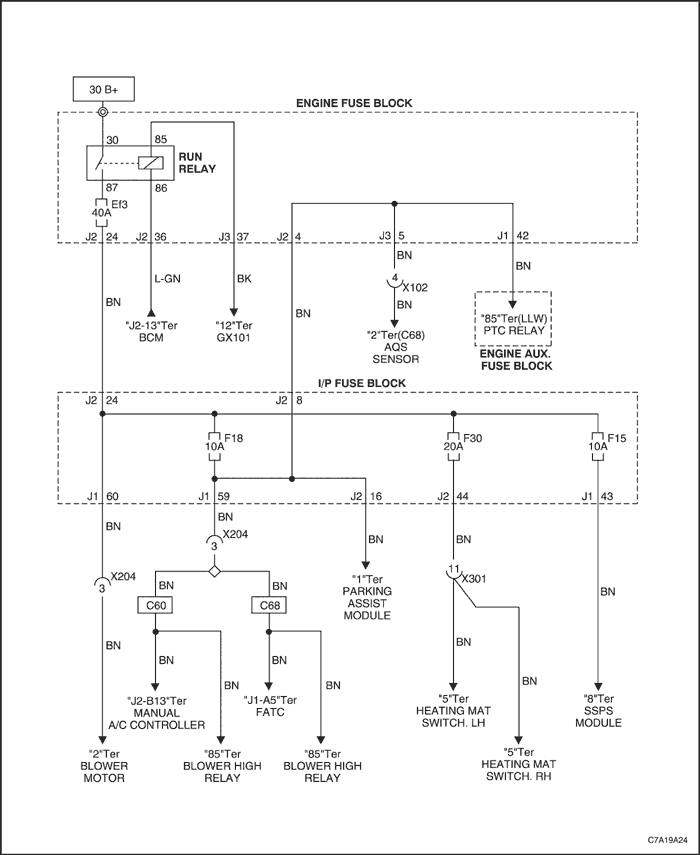 30 B+
ENGINE FUSE BLOCK
30 85
RUN
RELAY
87 86
Ef3
40A
J2 24 J2 36 J3 37 J2 4 J3 5 J1 42
BN L-GN BK BN BN BN
4
X102
BN
"J2-13"Ter
BCM
"12"Ter
GX101
"2"Ter(C68)
AQS
SENSOR
"85"Ter(LLW)
PTC RELAY
ENGINE AUX.
FUSE BLOCK
I/P FUSE BLOCK
J2 24 J2 8
F18
10A
F30
20A
F15
10A
J1 60 J1 59 J2 16 J2 44 J1 43
BN BN BN BN BN
X204
3
X204
3
11
X301
BN BN
C60 C68
"1"Ter
PARKING
ASSIST
MODULE
BN BN BN BN BN BN BN
"J2-B13"Ter
MANUAL
A/C CONTROLLER
"J1-A5"Ter
FATC
"5"Ter
HEATING MAT
SWITCH. LH
"8"Ter
SSPS
MODULE
"2"Ter
BLOWER
MOTOR
"85"Ter
BLOWER HIGH
RELAY
"85"Ter
BLOWER HIGH
RELAY
"5"Ter
HEATING MAT
SWITCH. RH
C7A19A24